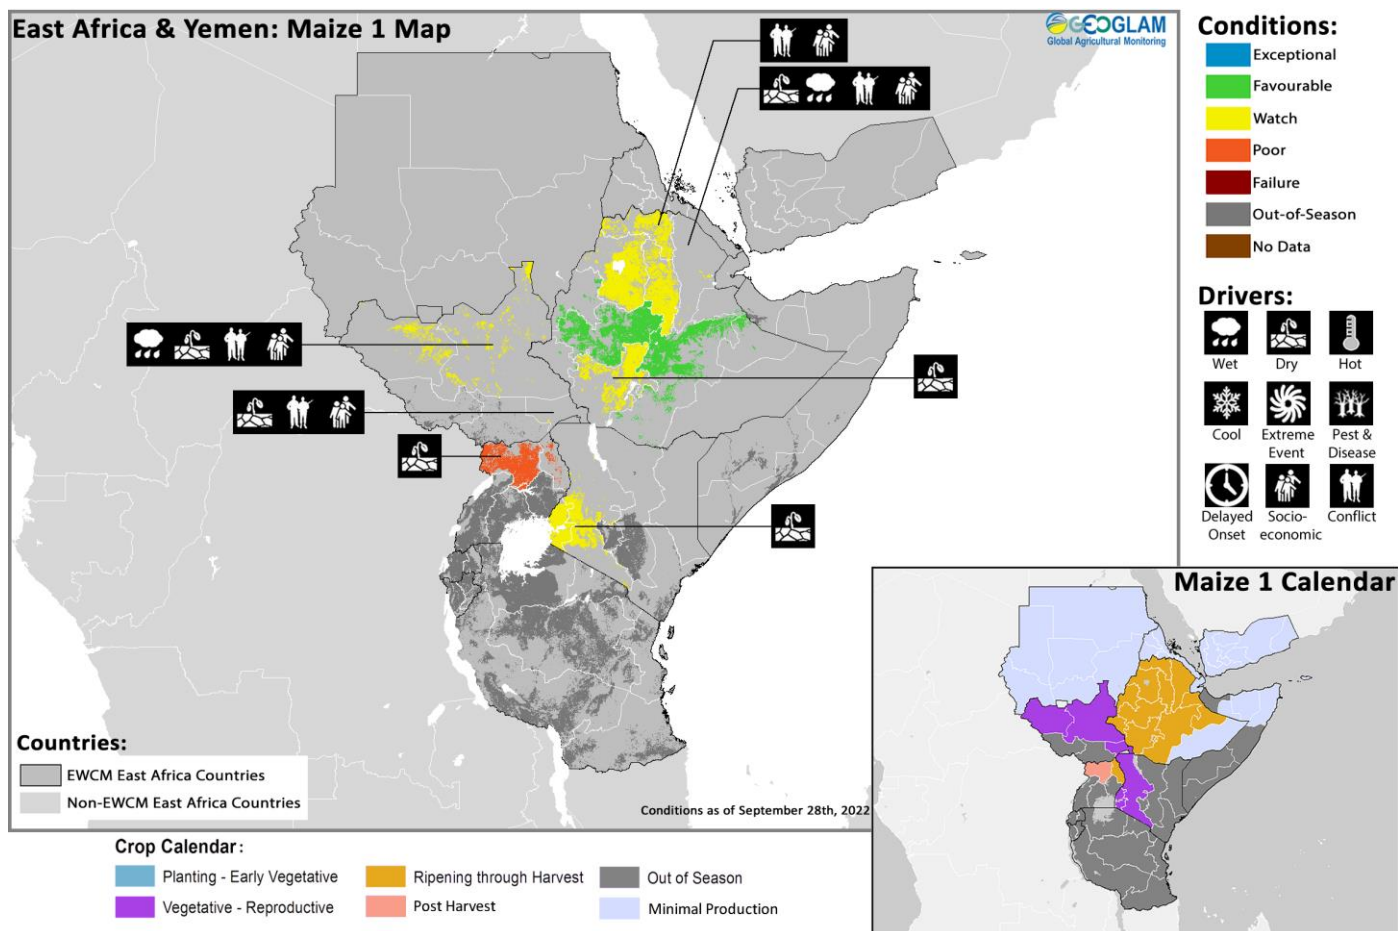 East Africa & Yemen: Maize 1 Map
GEOGLAM
Global Agricultural Monitoring
Conditions:
Exceptional
Favourable
Watch
Poor
Failure
Out-of-Season
No Data
Drivers:
Wet
Dry
Hot
Cool
Extreme
Event
Pest &
Disease
Delayed
Onset
Socio-
economic
Conflict
Countries:
EWCM East Africa Countries
Non-EWCM East Africa Countries
Conditions as of September 28th, 2022
Maize 1 Calendar
Crop Calendar:
Planting - Early Vegetative
Vegetative - Reproductive
Ripening through Harvest
Post Harvest
Out of Season
Minimal Production